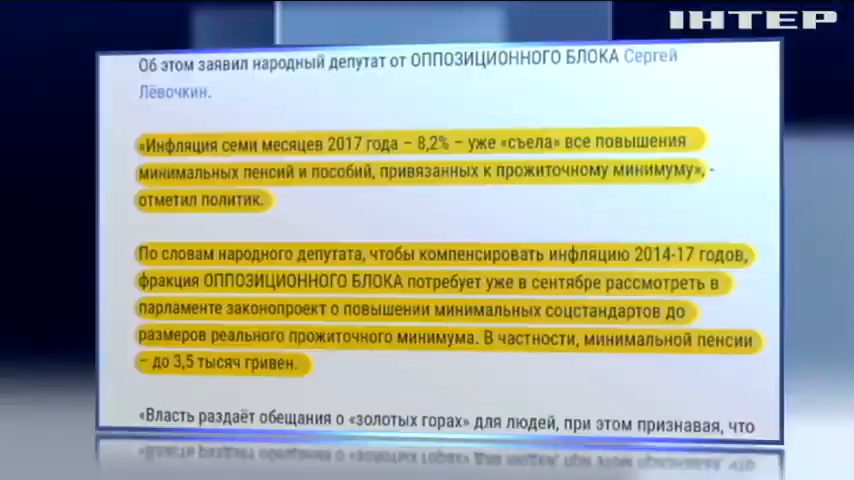 ІНТЕР
Об этом заявил народный депутат от ОППОЗИЦИОННОГО БЛОКА Сергей
Лёвочкин.
«Инфляция семи месяцев 2017 года – 8,2% – уже «съела» все повышения
минимальных пенсий и пособий, привязанных к прожиточному минимуму», -
отметил политик.
По словам народного депутата, чтобы компенсировать инфляцию 2014-17 годов,
фракция ОППОЗИЦИОННОГО БЛОКА потребует уже в сентябре рассмотреть в
парламенте законопроект о повышении минимальных соцстандартов до
размеров реального прожиточного минимума. В частности, минимальной пенсии
– до 3,5 тысяч гривен.
«Власть раздаёт обещания о «золотых горах» для людей, при этом признавая, что